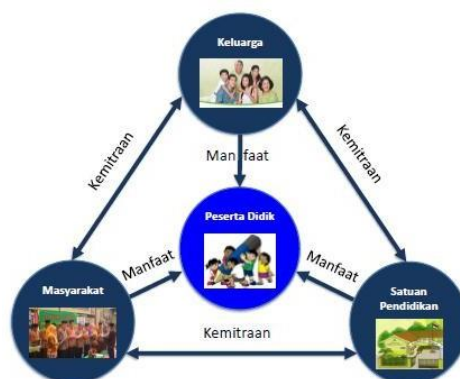 Keluarga
Kemitraan
Kemitraan
Manfaat
Peserta Didik
Manfaat
Manfaat
Masyarakat
Satuan
Pendidikan
Kemitraan